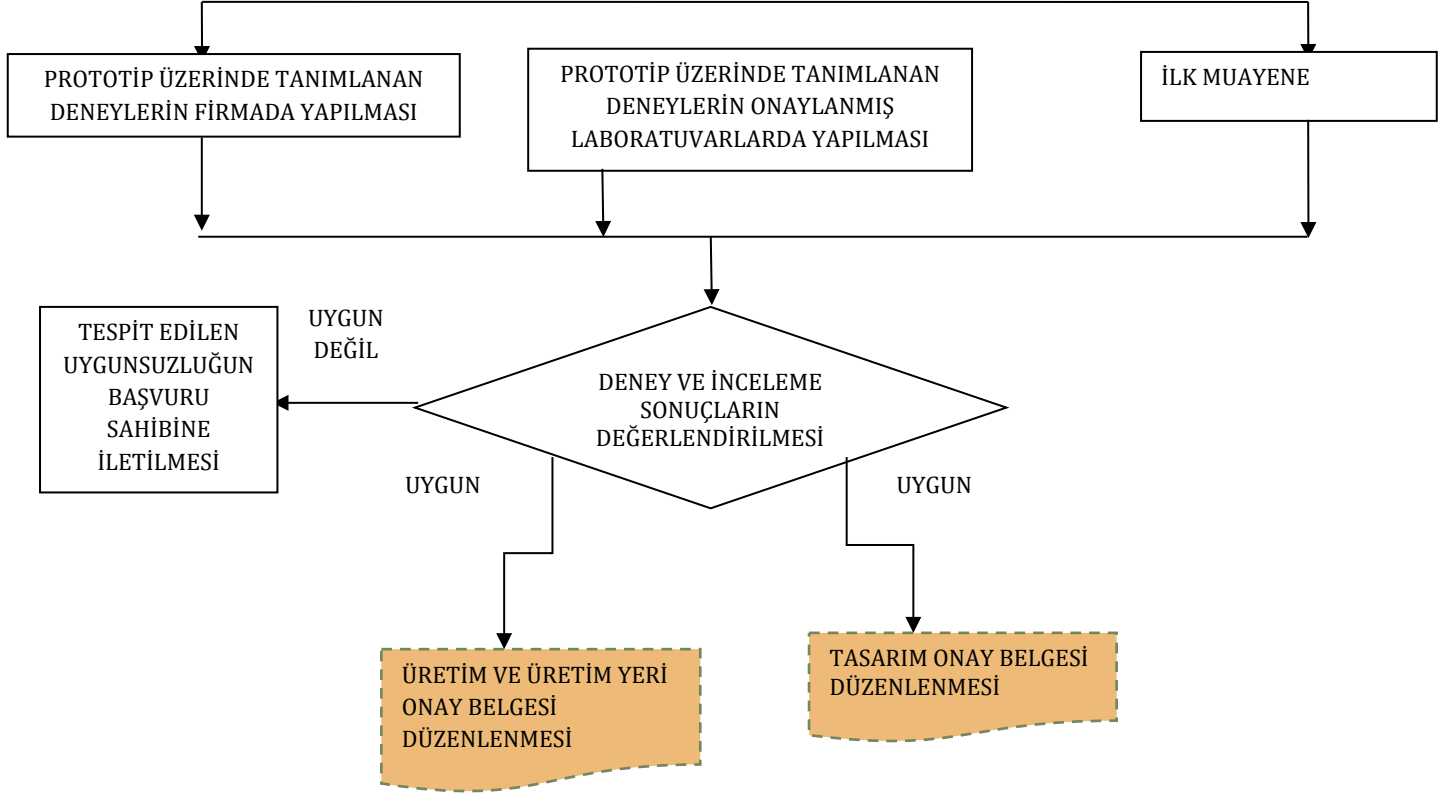 PROTOTİP ÜZERİNDE TANIMLANAN
DENEYLERİN FİRMADA YAPILMASI
PROTOTİP ÜZERİNDE TANIMLANAN
DENEYLERİN ONAYLANMIŞ
LABORATUVARLARDA YAPILMASI
İLK MUAYENE
TESPİT EDİLEN
UYGUNSUZLUĞUN
BAŞVURU
SAHİBİNE
İLETİLMESİ
UYGUN
DEĞİL
DENEY VE İNCELEME
SONUÇLARIN
DEĞERLENDİRİLMESİ
UYGUN
UYGUN
ÜRETİM VE ÜRETİM YERİ
ONAY BELGESİ
DÜZENLENMESİ
TASARIM ONAY BELGESİ
DÜZENLENMESİ